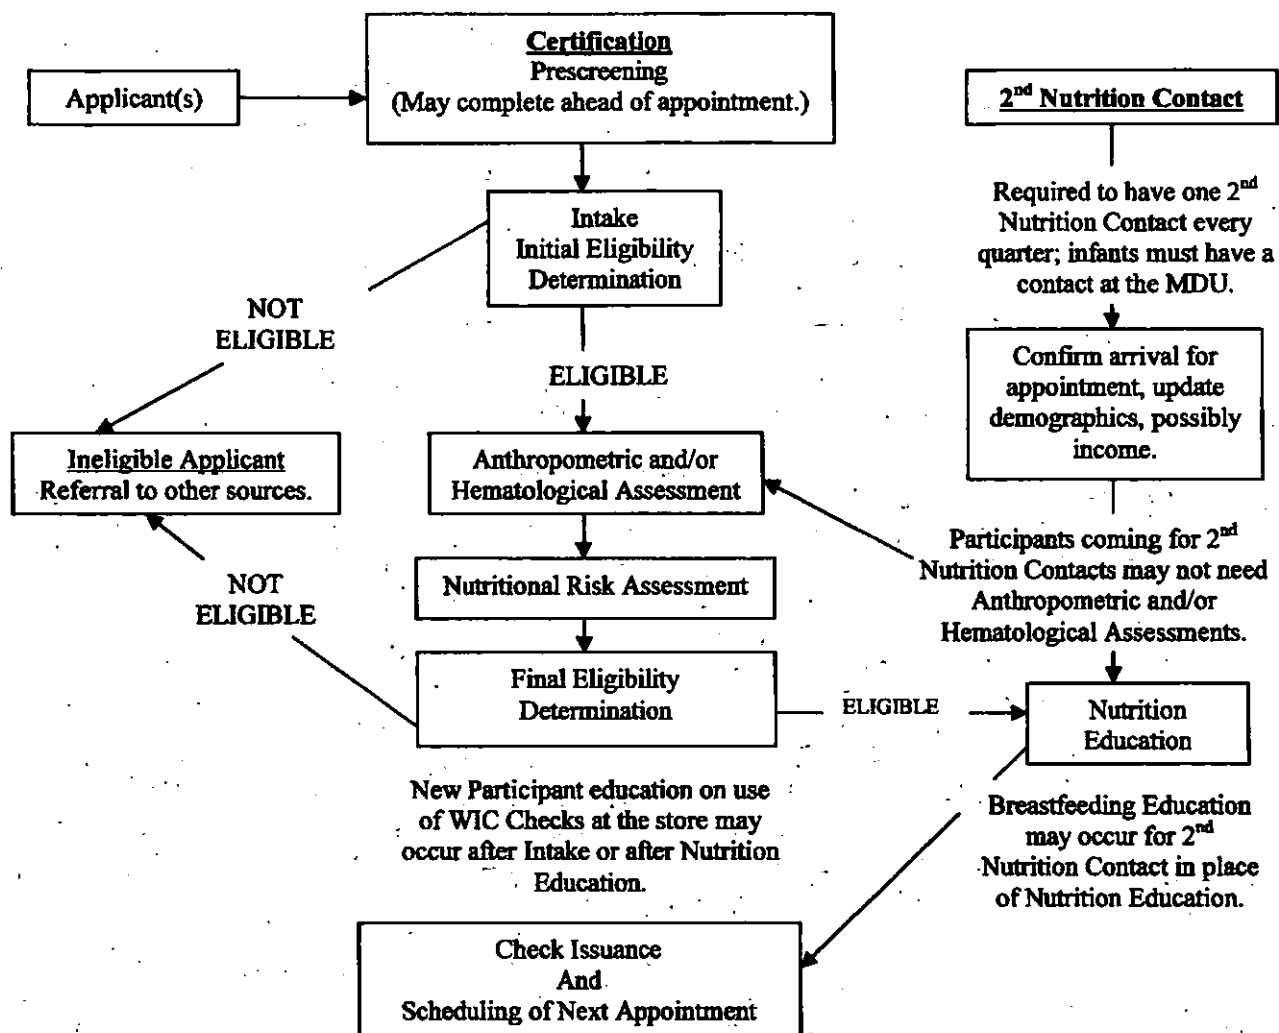 Certification
Prescreening
(May complete ahead of appointment.)
Applicant(s)
2nd Nutrition Contact
Required to have one 2nd
Nutrition Contact every
quarter; infants must have a
contact at the MDU.
Intake
Initial Eligibility
Determination
NOT
ELIGIBLE
ELIGIBLE
Confirm arrival for
appointment, update
demographics, possibly
income.
Ineligible Applicant
Referral to other sources.
Anthropometric and/or
Hematological Assessment
Participants coming for 2nd
Nutrition Contacts may not need
Anthropometric and/or
Hematological Assessments.
Nutritional Risk Assessment
NOT
ELIGIBLE
Final Eligibility
Determination
ELIGIBLE
Nutrition
Education
New Participant education on use
of WIC Checks at the store may
occur after Intake or after Nutrition
Education.
Breastfeeding Education
may occur for 2nd
Nutrition Contact in place
of Nutrition Education.
Check Issuance
And
Scheduling of Next Appointment